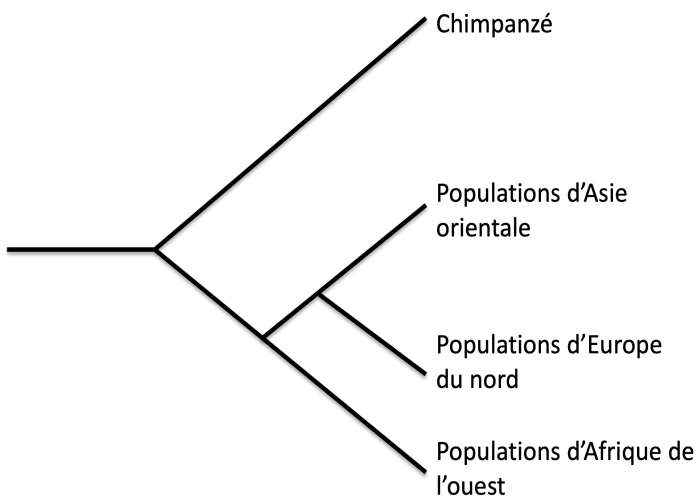 Chimpanzé
Populations d’Asie
orientale
Populations d’Europe
du nord
Populations d’Afrique de
l’ouest